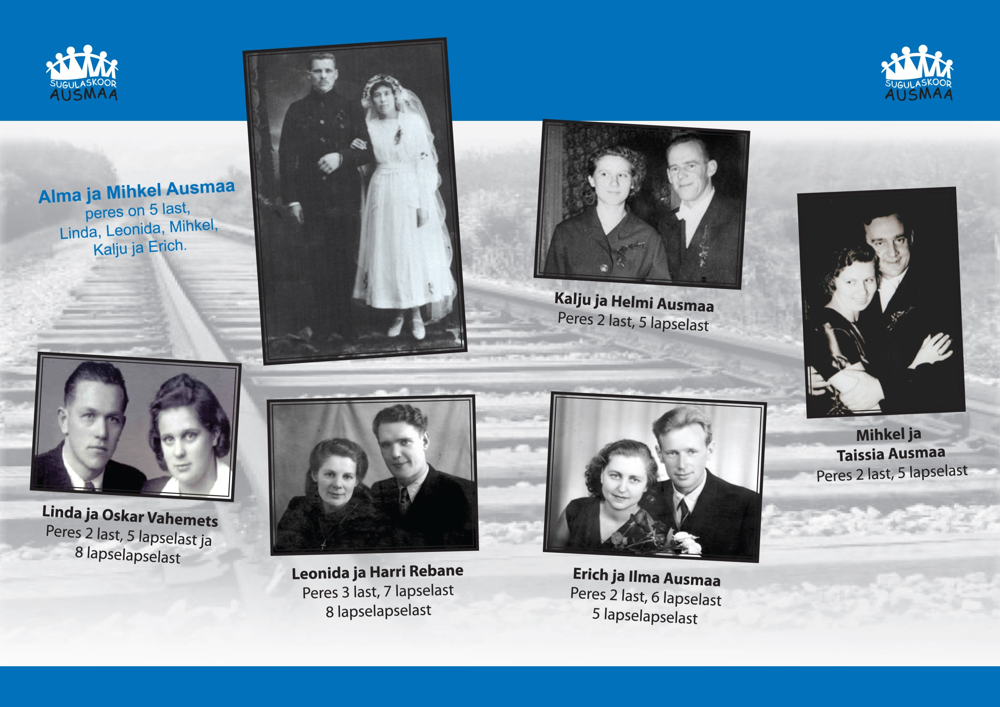 SUGULASKOOR
AUSMAA
SUGULASKOOR
AUSMAA
Alma ja Mihkel Ausmaa
peres on 5 last,
Linda, Leonida, Mihkel,
Kalju ja Erich.
Kalju ja Helmi Ausmaa
Peres 2 last, 5 lapselast
Mihkel ja
Taissia Ausmaa
Peres 2 last, 5 lapselast
Linda ja Oskar Vahemets
Peres 2 last, 5 lapselast ja
8 lapselapselast
Leonida ja Harri Rebane
Peres 3 last, 7 lapselast
8 lapselapselast
Erich ja Ilma Ausmaa
Peres 2 last, 6 lapselast
5 lapselapselast